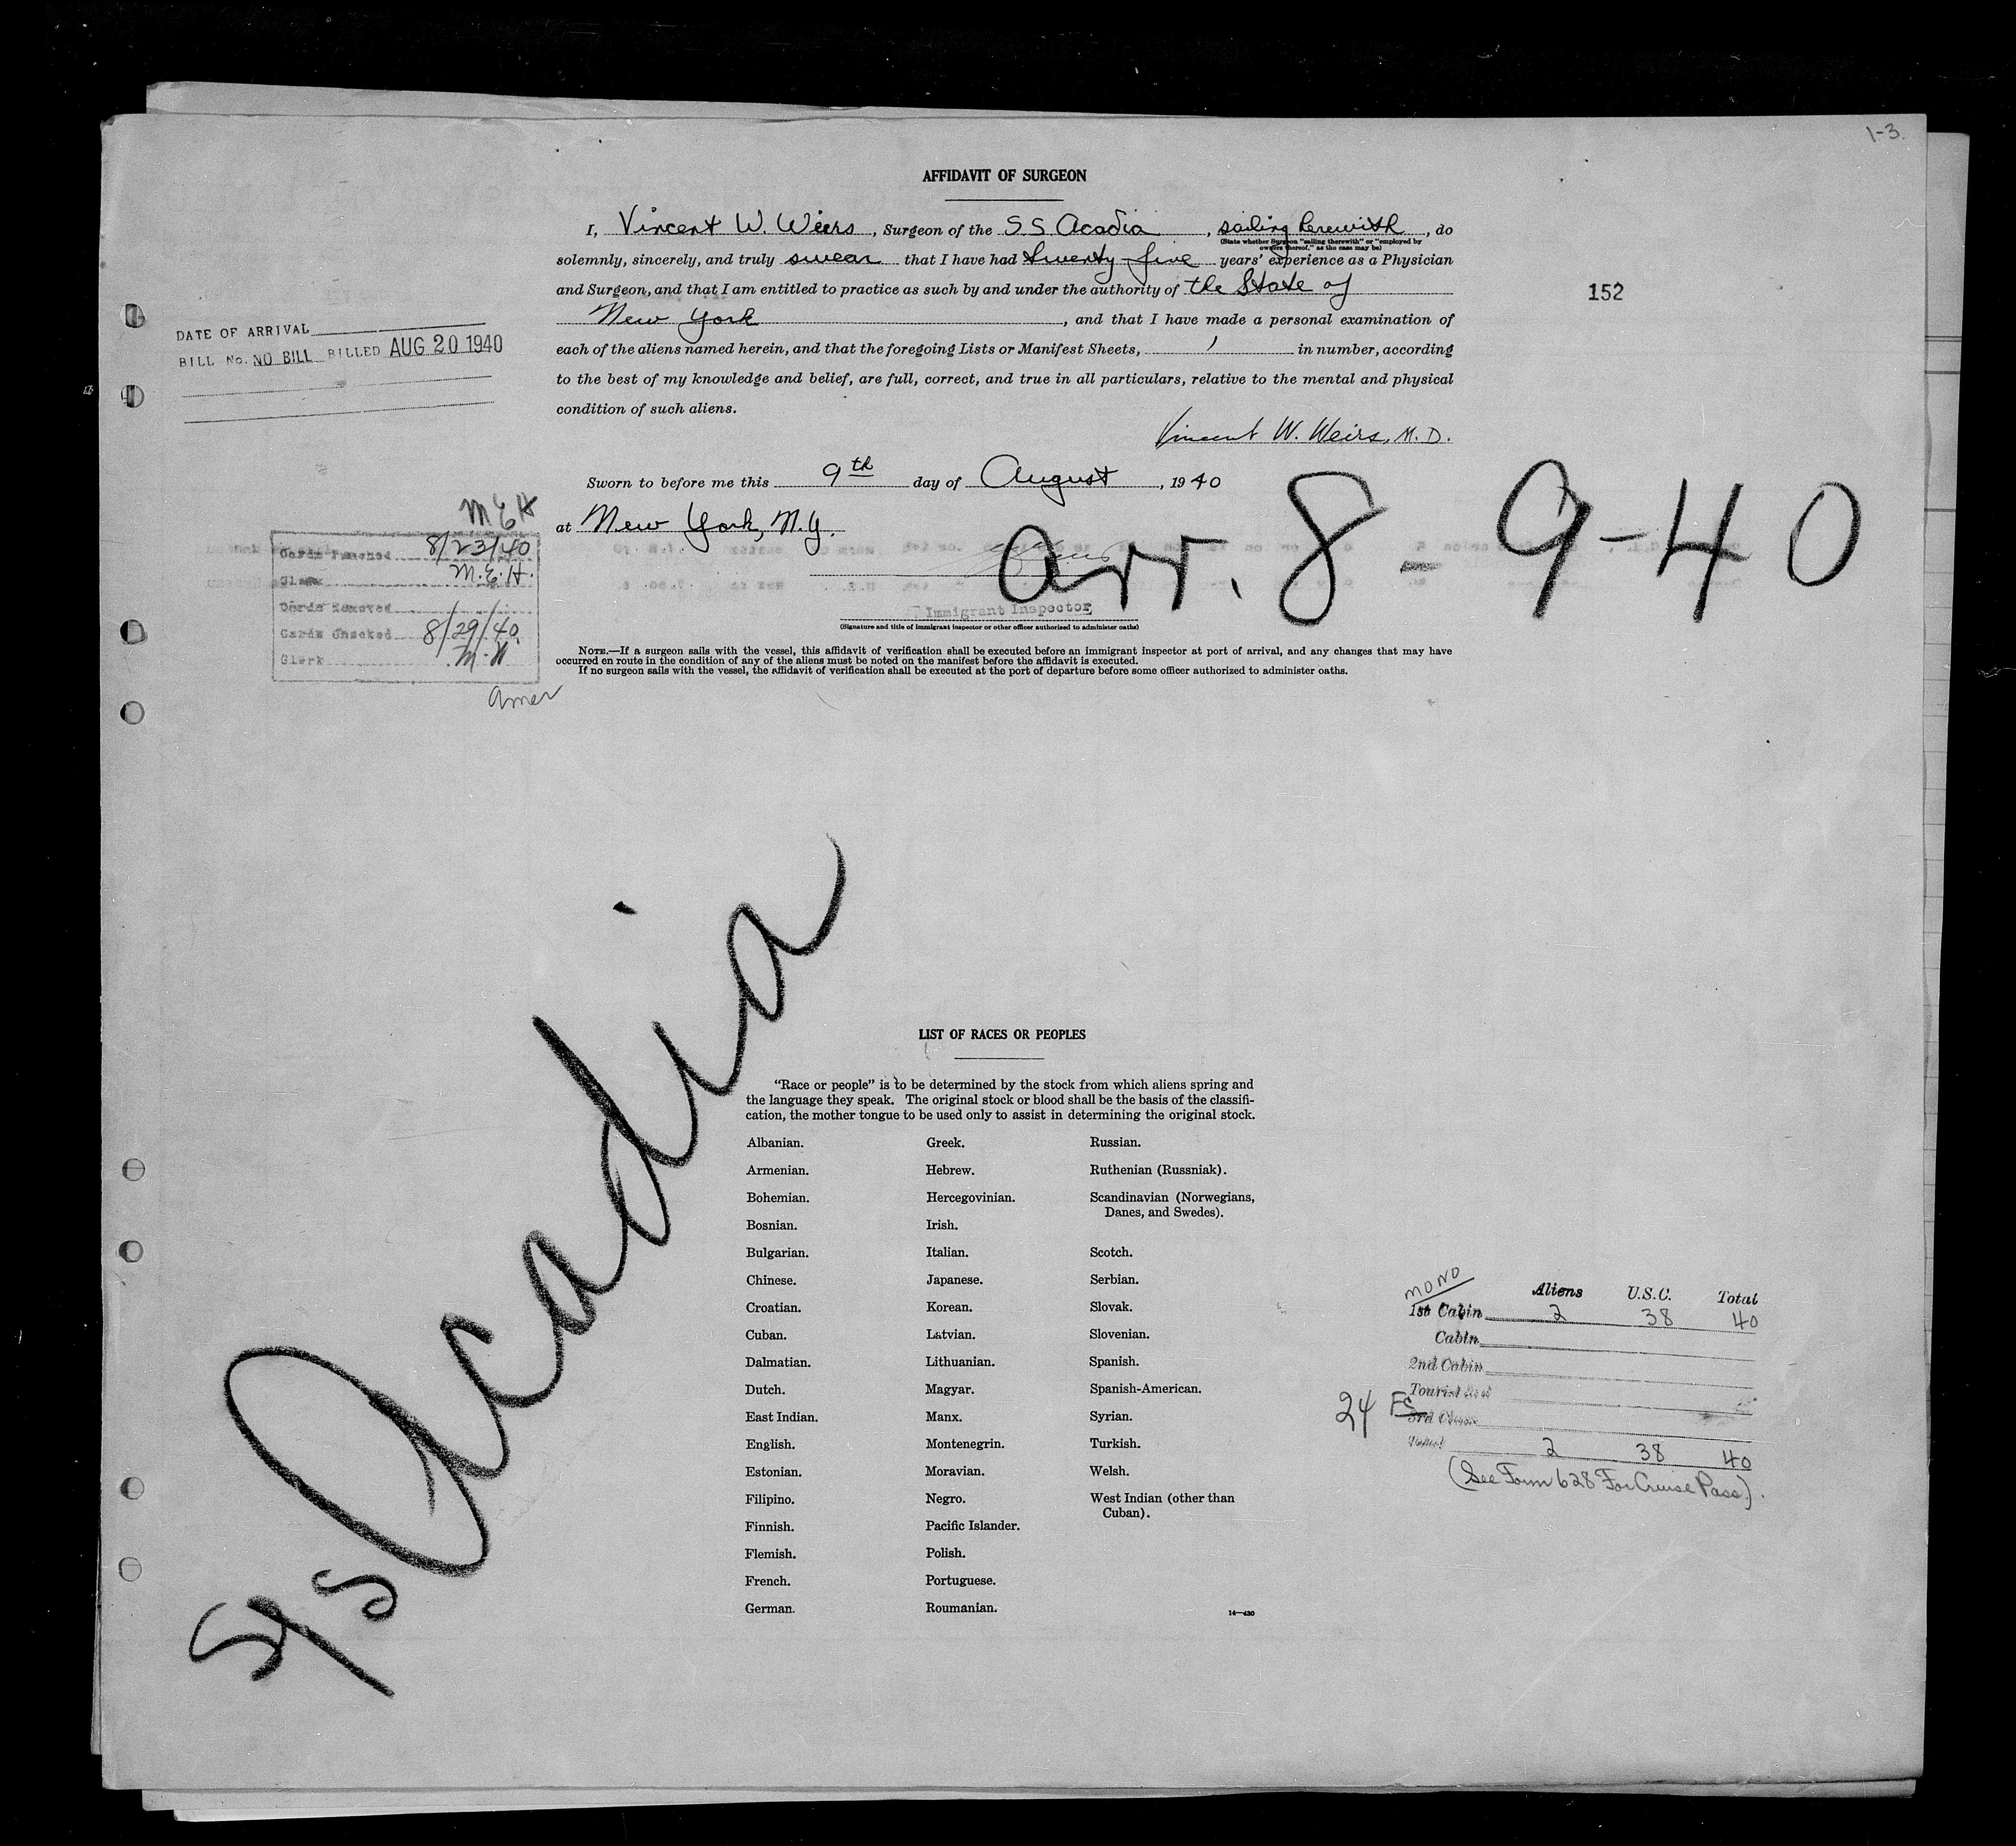 1-3.
AFFIDAVIT OF SURGEON
I, Vincent W. Weirs, Surgeon of the S S. Acadia, sailing herewith, do
(State whether Surgeon "sailing therewith" or "employed by
owners thereof," as the case may be)
solemnly, sincerely, and truly swear that I have had twenty-five years' experience as a Physician
and Surgeon, and that I am entitled to practice as such by and under the authority of the State of
New York, and that I have made a personal examination of
each of the aliens named herein, and that the foregoing Lists or Manifest Sheets, 1 in number, according
to the best of my knowledge and belief, are full, correct, and true in all particulars, relative to the mental and physical
condition of such aliens.
Vincent W. Weirs, M. D.
152
DATE OF ARRIVAL
BILL No. NO BILL BILLED AUG 20 1940
Sworn to before me this 9th day of August, 1940
at New York, N.Y.
arr. 8-9-40
Immigrant Inspector
(Signature and title of immigrant inspector or other officer authorized to administer oaths)
M E H
Cards Punched 8/23/40
Clerk M. E. H.
Cards Removed
Cards Checked 8/29/40
Clerk M. H
amer
NOTE.—If a surgeon sails with the vessel, this affidavit of verification shall be executed before an immigrant inspector at port of arrival, and any changes that may have
occurred en route in the condition of any of the aliens must be noted on the manifest before the affidavit is executed.
If no surgeon sails with the vessel, the affidavit of verification shall be executed at the port of departure before some officer authorized to administer oaths.
S/S Acadia
LIST OF RACES OR PEOPLES
"Race or people" is to be determined by the stock from which aliens spring and
the language they speak. The original stock or blood shall be the basis of the classifi-
cation, the mother tongue to be used only to assist in determining the original stock.
Albanian.
Armenian.
Bohemian.
Bosnian.
Bulgarian.
Chinese.
Croatian.
Cuban.
Dalmatian.
Dutch.
East Indian.
English.
Estonian.
Filipino.
Finnish.
Flemish.
French.
German.
Greek.
Hebrew.
Hercegovinian.
Irish.
Italian.
Japanese.
Korean.
Latvian.
Lithuanian.
Magyar.
Manx.
Montenegrin.
Moravian.
Negro.
Pacific Islander.
Polish.
Portuguese.
Roumanian.
Russian.
Ruthenian (Russniak).
Scandinavian (Norwegians,
Danes, and Swedes).
Scotch.
Serbian.
Slovak.
Slovenian.
Spanish.
Spanish-American.
Syrian.
Turkish.
Welsh.
West Indian (other than
Cuban).
14—430
MONO
Aliens U.S.C. Total
1st Cabin 2 38 40
Cabin
2nd Cabin
Tourist
24 FC
3rd Class
Total 2 38 40
(See Form 628 For Cruise Pass.)